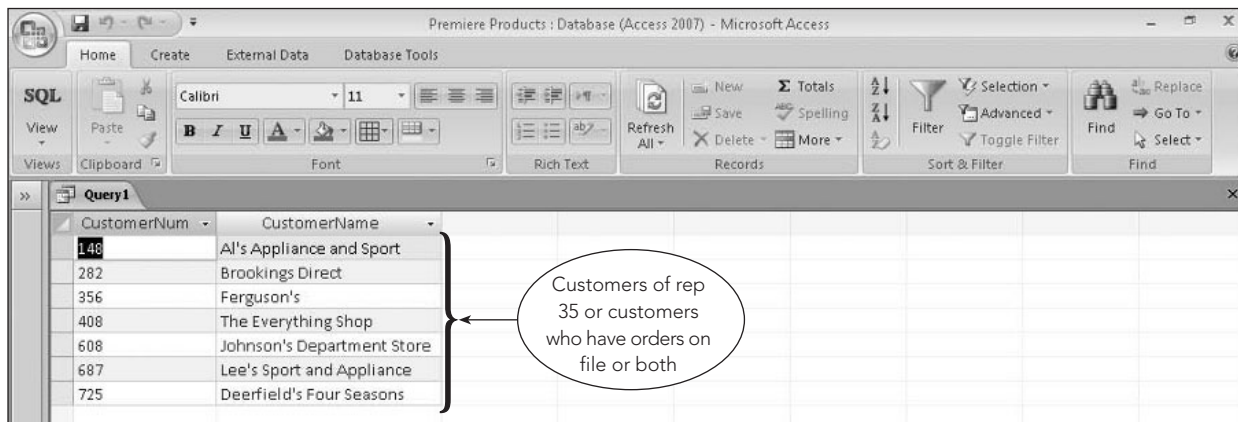 Premiere Products : Database (Access 2007) - Microsoft Access
Home Create External Data Database Tools
SQL
View
Views
Paste
Clipboard
Calibri 11
B I U A
Font
Rich Text
Refresh
All
New
Save
Delete
Σ Totals
Spelling
More
Records
Filter
Selection
Advanced
Toggle Filter
Sort & Filter
Find
Replace
Go To
Select
Find
Query1
CustomerNum CustomerName
148 Al's Appliance and Sport
282 Brookings Direct
356 Ferguson's
408 The Everything Shop
608 Johnson's Department Store
687 Lee's Sport and Appliance
725 Deerfield's Four Seasons
Customers of rep
35 or customers
who have orders on
file or both